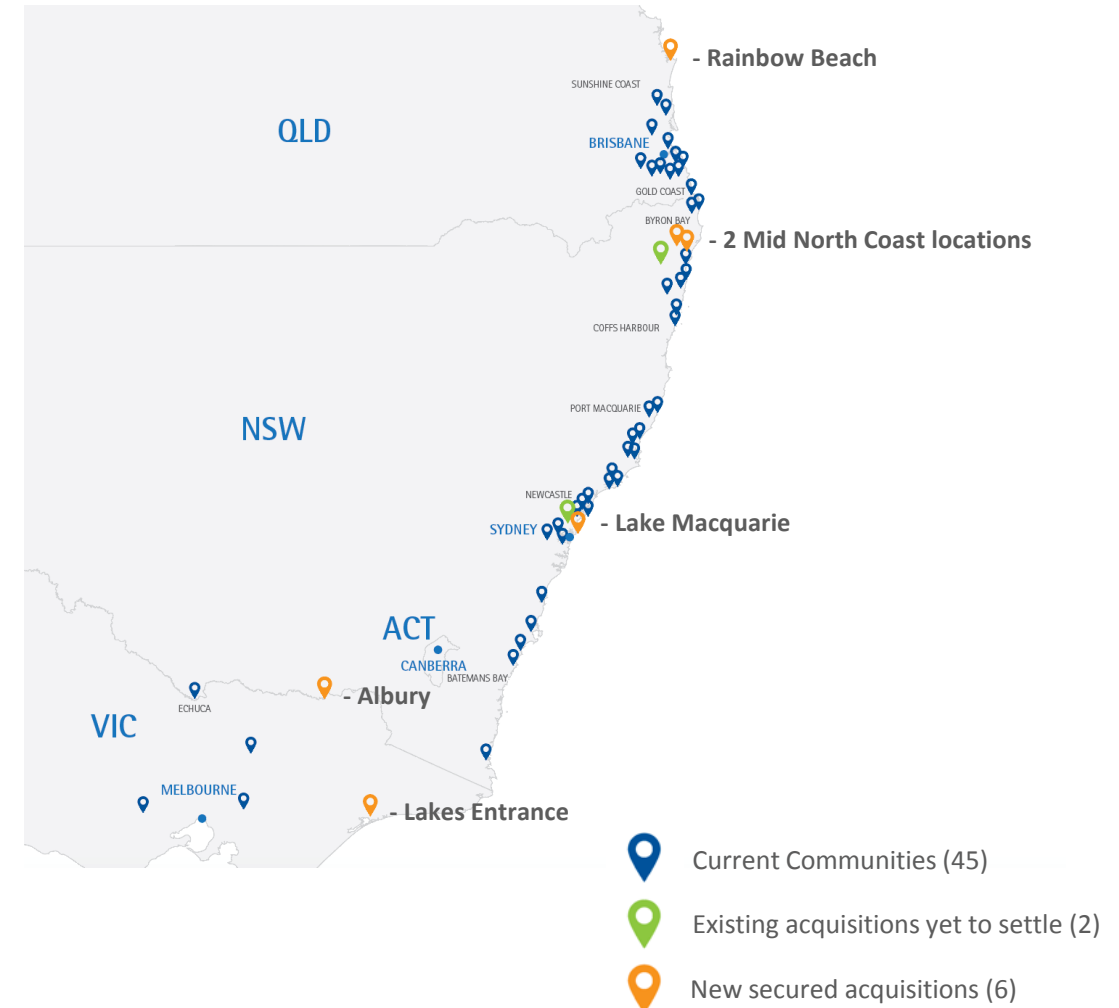 - Rainbow Beach
SUNSHINE COAST
QLD
BRISBANE
GOLD COAST
BYRON BAY
- 2 Mid North Coast locations
COFFS HARBOUR
PORT MACQUARIE
NSW
NEWCASTLE
SYDNEY
- Lake Macquarie
ACT
CANBERRA
BATEMANS BAY
- Albury
ECHUCA
VIC
MELBOURNE
- Lakes Entrance
Current Communities (45)
Existing acquisitions yet to settle (2)
New secured acquisitions (6)